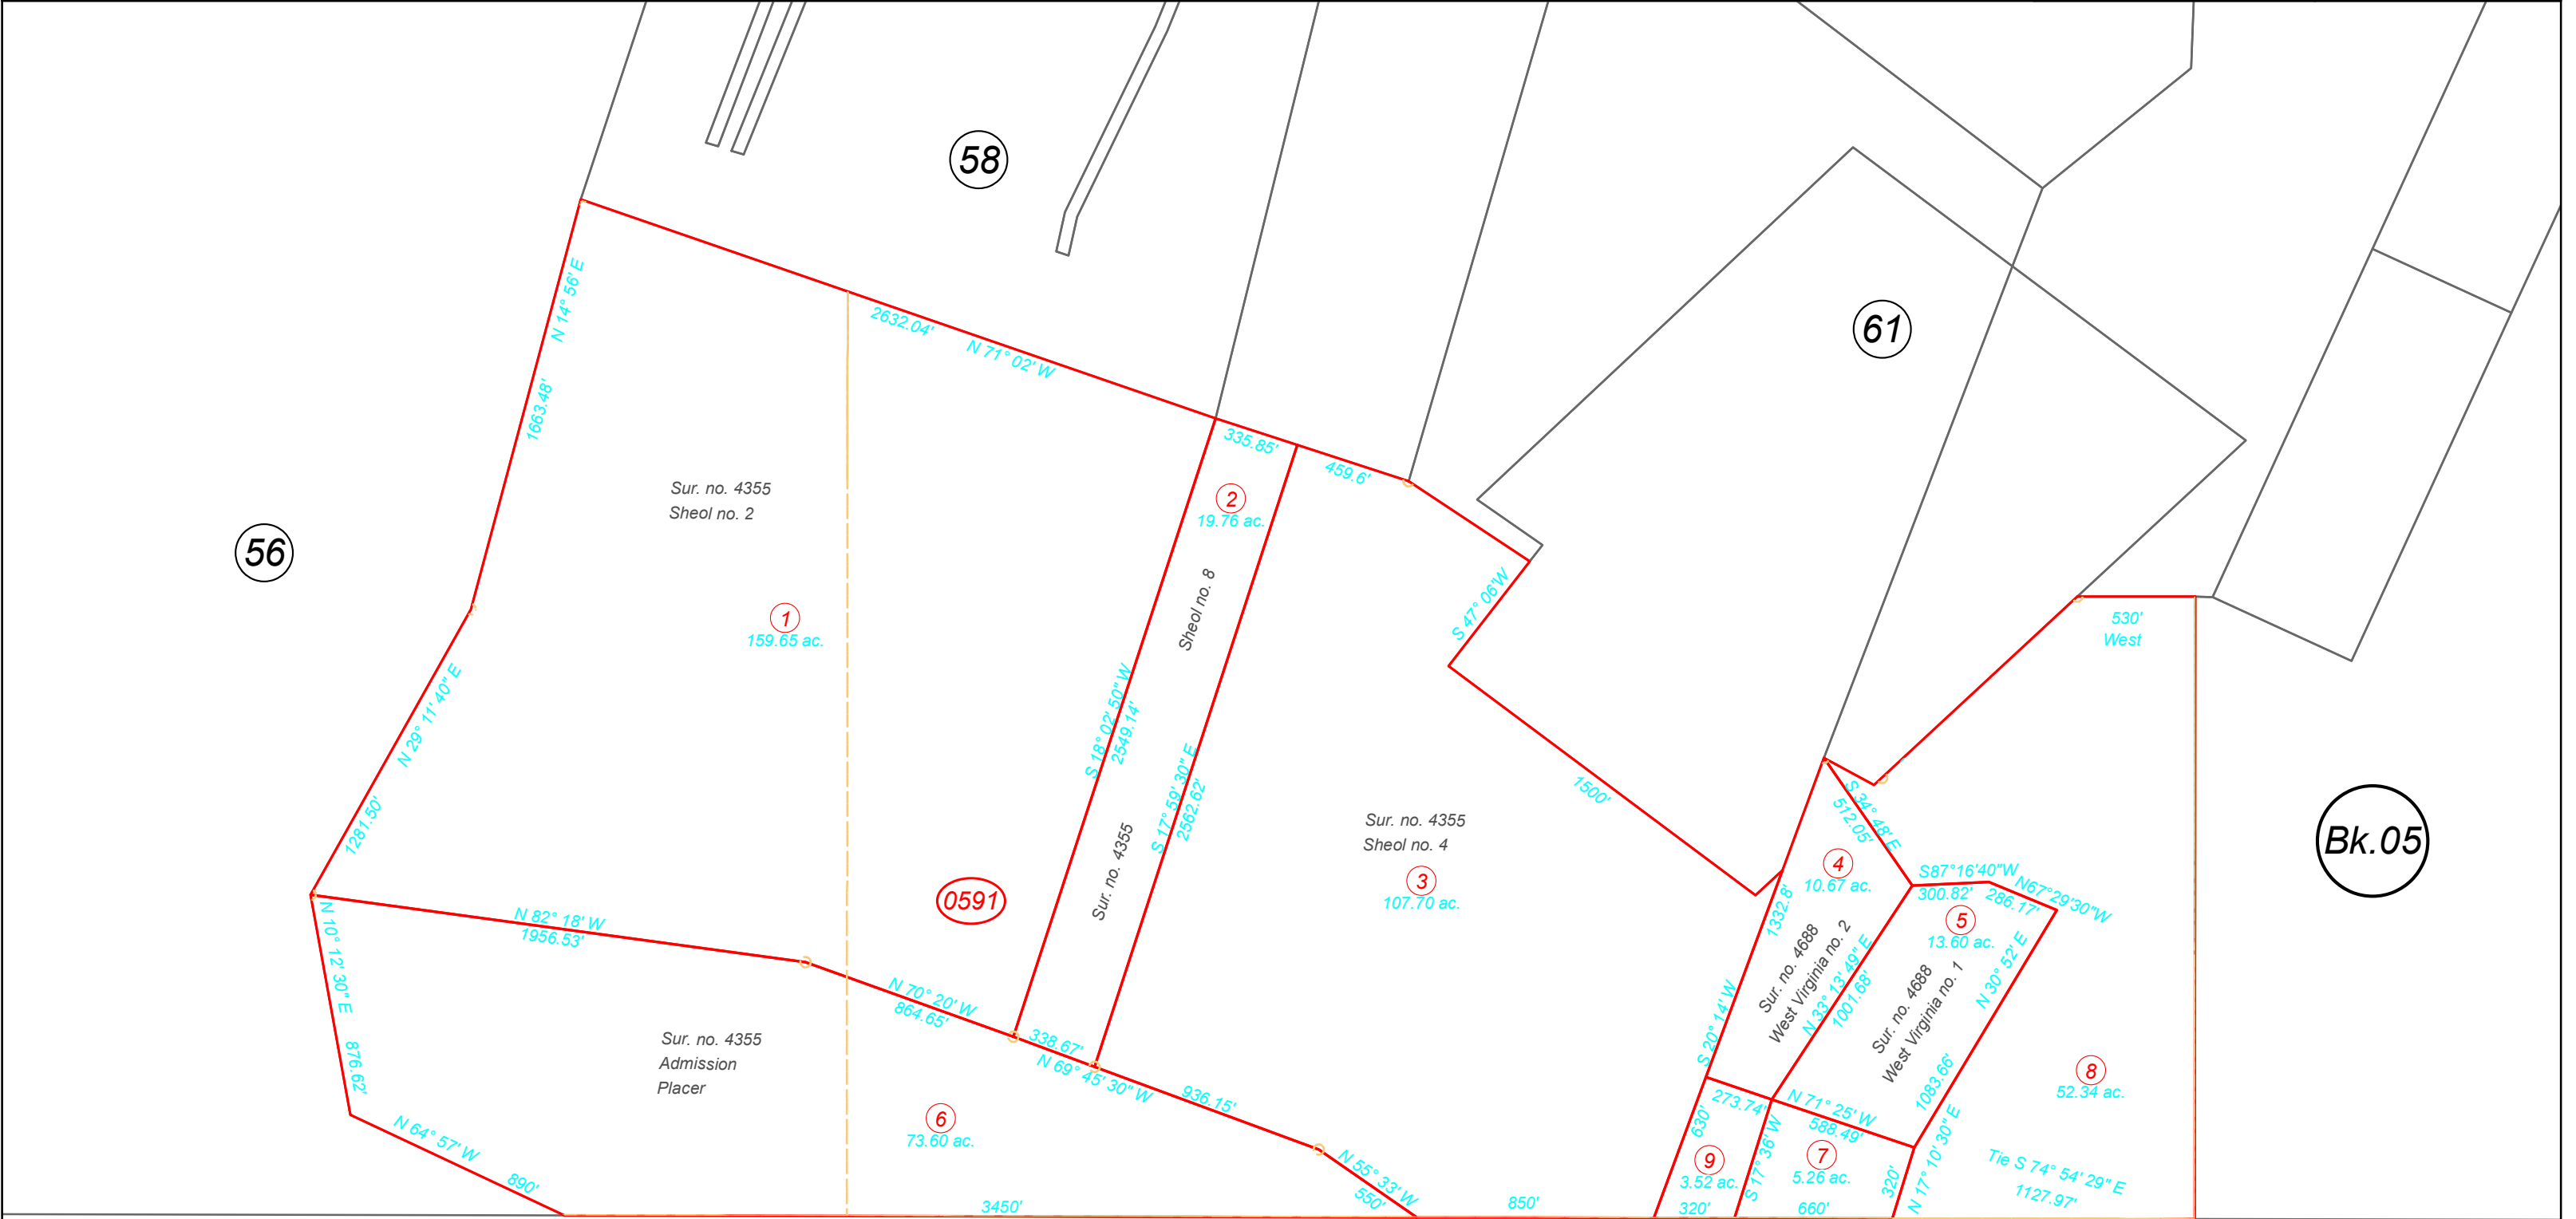 58
61
56
Bk.05
0591
N 14° 56' E
1663.48'
2632.04'
N 71° 02' W
335.85'
459.6'
Sur. no. 4355
Sheol no. 2
1
159.65 ac.
2
19.76 ac.
Sheol no. 8
Sur. no. 4355
S 18° 02' 50" W
2549.14'
S 17° 59' 30" E
2562.62'
S 47° 06'W
1500'
Sur. no. 4355
Sheol no. 4
3
107.70 ac.
530'
West
N 29° 11' 40" E
1281.50'
N 82° 18' W
1956.53'
N 10° 12' 30" E
876.62'
N 64° 57' W
890'
Sur. no. 4355
Admission
Placer
N 70° 20' W
864.65'
338.67'
N 69° 45' 30" W
936.15'
6
73.60 ac.
3450'
N 55° 33' W
550'
850'
S 34° 48' E
512.05'
4
10.67 ac.
1332.8'
S 20° 14' W
Sur. no. 4688
West Virginia no. 2
N 33° 13' 49" E
1001.68'
S87°16'40"W
300.82'
N67°29'30"W
286.17'
5
13.60 ac.
Sur. no. 4688
West Virginia no. 1
N 30° 52' E
1083.66'
8
52.34 ac.
273.74'
N 71° 25' W
588.49'
630'
9
3.52 ac.
320'
S 17° 36' W
7
5.26 ac.
660'
320'
N 17° 10' 30" E
Tie S 74° 54' 29" E
1127.97'